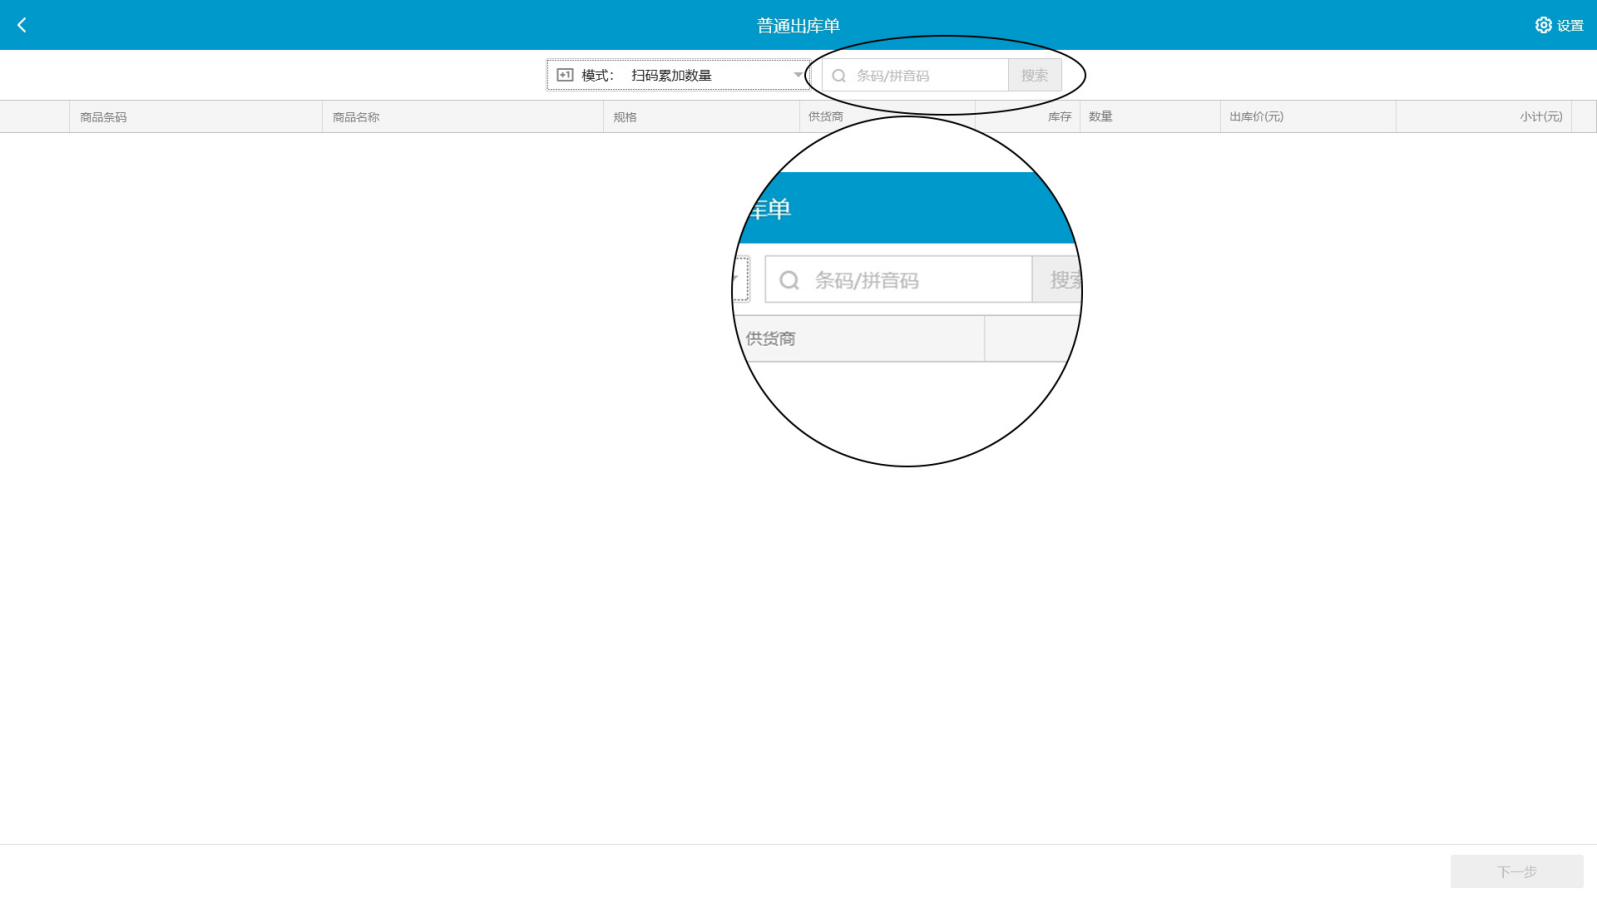 普通出库单
设置
模式： 扫码累加数量
条码/拼音码
搜索
商品条码
商品名称
规格
供货商
库存
数量
出库价(元)
小计(元)
库单
条码/拼音码
搜索
供货商
下一步